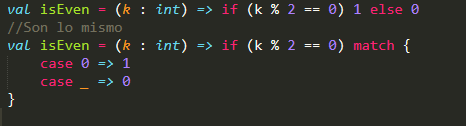 val isEven = (k : int) => if (k % 2 == 0) 1 else 0
//Son lo mismo
val isEven = (k : int) => if (k % 2 == 0) match {
    case 0 => 1
    case _ => 0
}